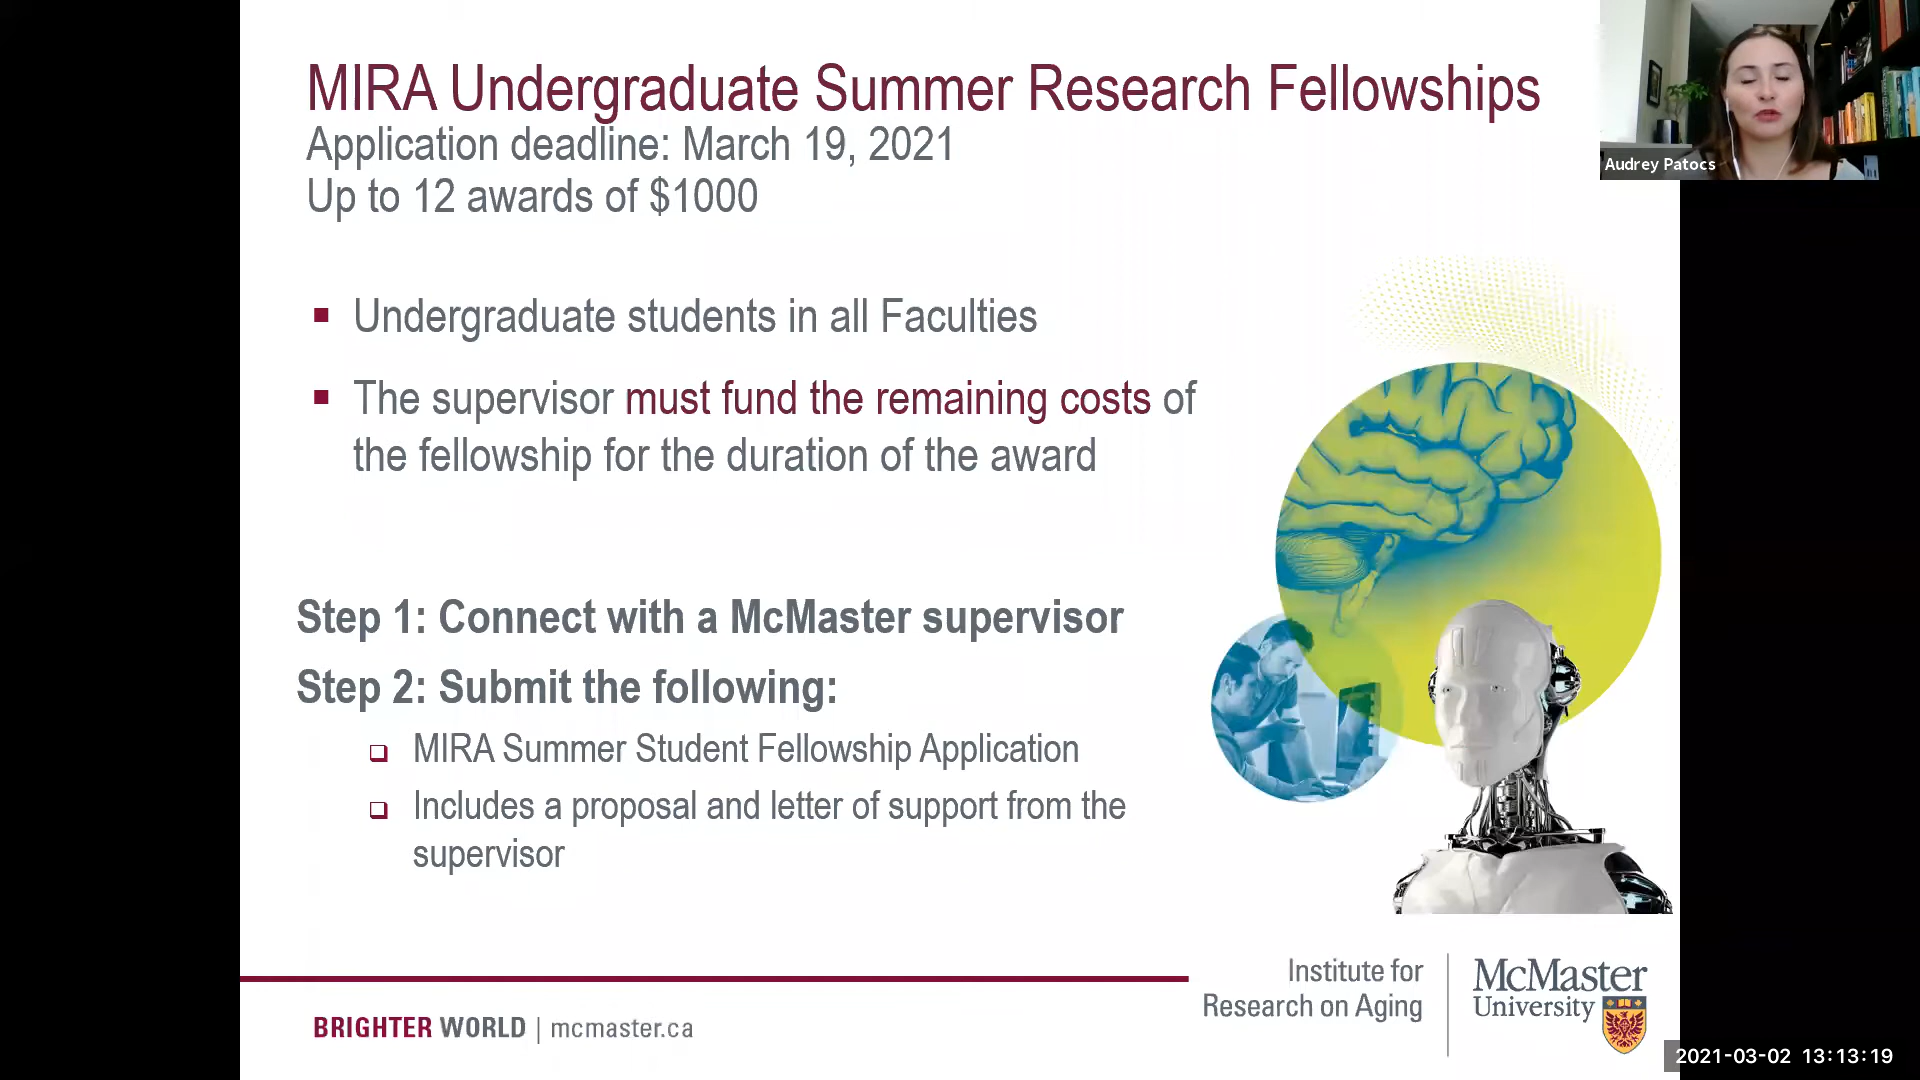 MIRA Undergraduate Summer Research Fellowships
Application deadline: March 19, 2021
Up to 12 awards of $1000
Audrey Patocs
Undergraduate students in all Faculties
The supervisor must fund the remaining costs of
the fellowship for the duration of the award
Step 1: Connect with a McMaster supervisor
Step 2: Submit the following:
MIRA Summer Student Fellowship Application
Includes a proposal and letter of support from the
supervisor
BRIGHTER WORLD | mcmaster.ca
Institute for
Research on Aging
McMaster
University
2021-03-02 13:13:19